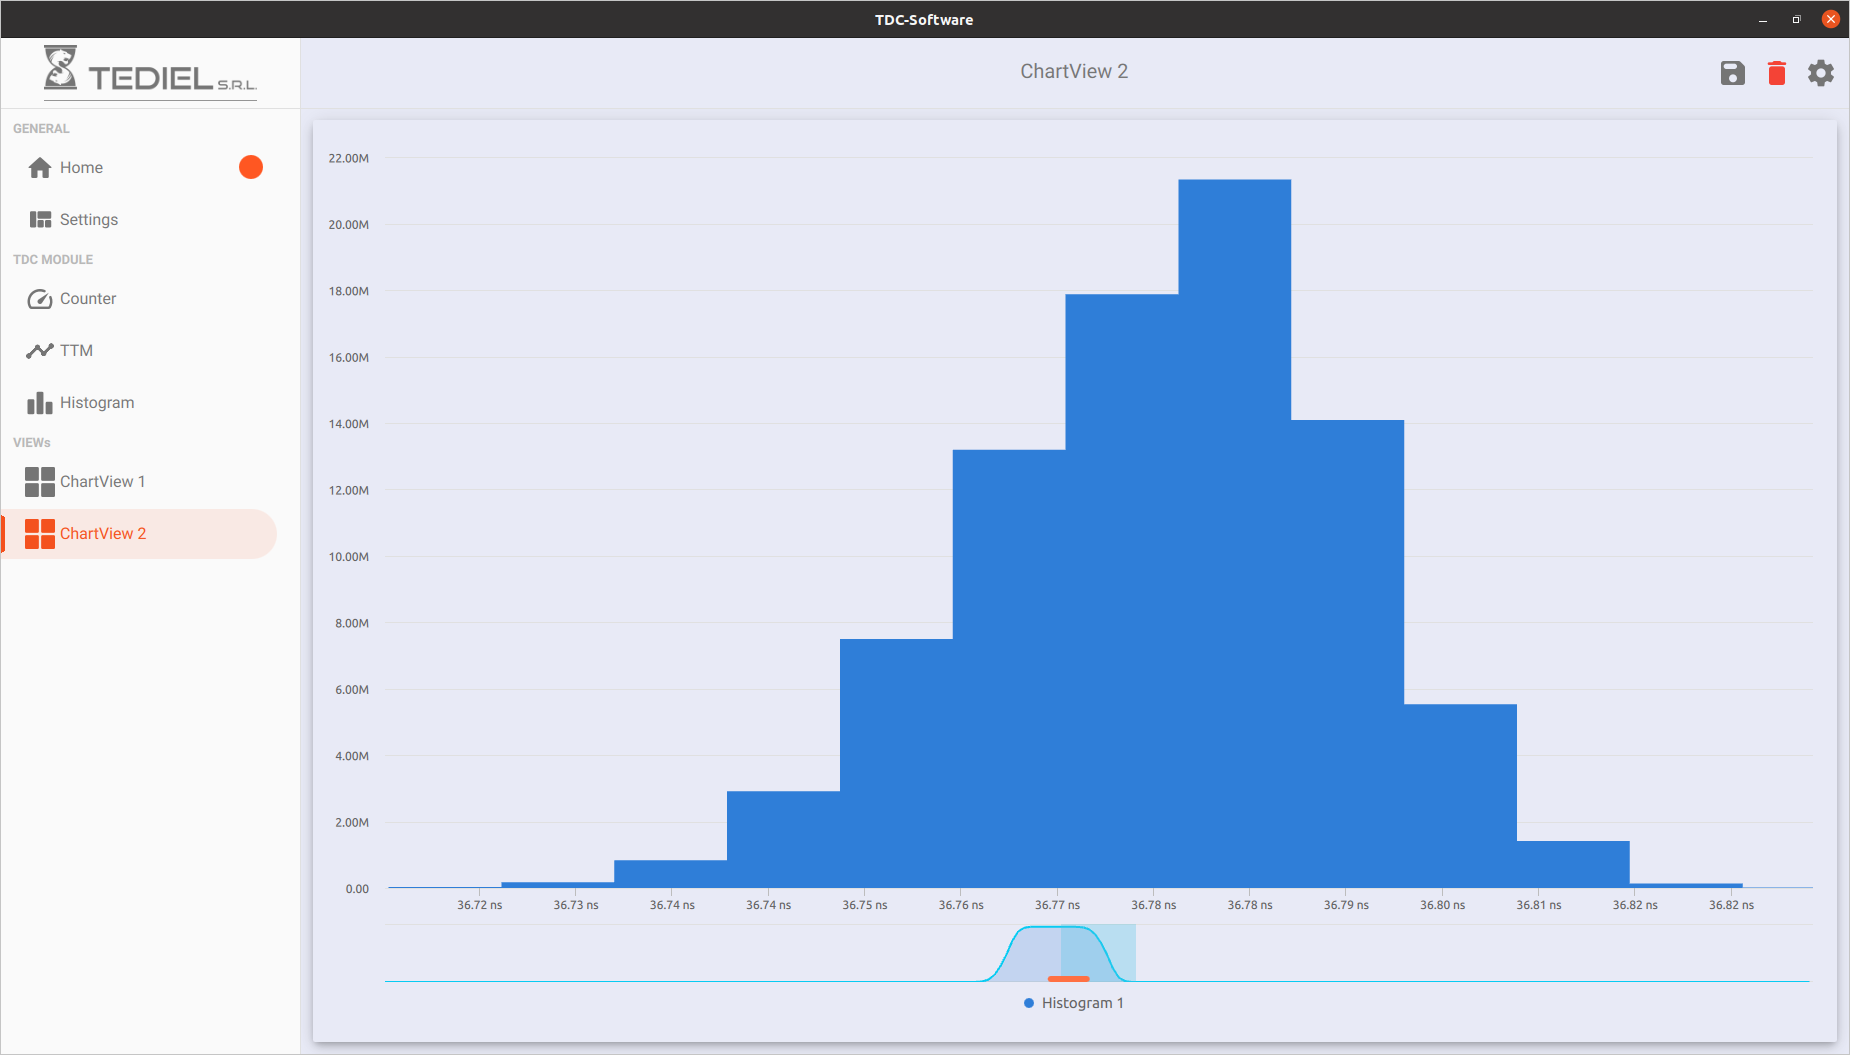 TDC-Software
TEDIEL S.R.L.
ChartView 2
GENERAL
Home
Settings
TDC MODULE
Counter
TTM
Histogram
VIEWs
ChartView 1
ChartView 2
22.00M
20.00M
18.00M
16.00M
14.00M
12.00M
10.00M
8.00M
6.00M
4.00M
2.00M
0.00
36.72 ns 36.73 ns 36.74 ns 36.74 ns 36.75 ns 36.76 ns 36.77 ns 36.78 ns 36.78 ns 36.79 ns 36.80 ns 36.81 ns 36.82 ns 36.82 ns
Histogram 1